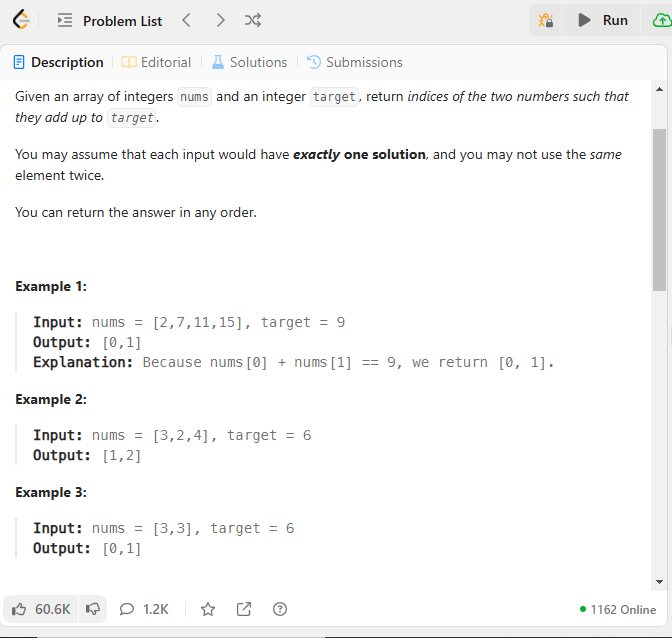 Problem List
Run
Description
Editorial
Solutions
Submissions
Given an array of integers nums and an integer target, return indices of the two numbers such that
they add up to target.
You may assume that each input would have exactly one solution, and you may not use the same
element twice.
You can return the answer in any order.
Example 1:
Input: nums = [2,7,11,15], target = 9
Output: [0,1]
Explanation: Because nums[0] + nums[1] == 9, we return [0, 1].
Example 2:
Input: nums = [3,2,4], target = 6
Output: [1,2]
Example 3:
Input: nums = [3,3], target = 6
Output: [0,1]
60.6K
1.2K
1162 Online